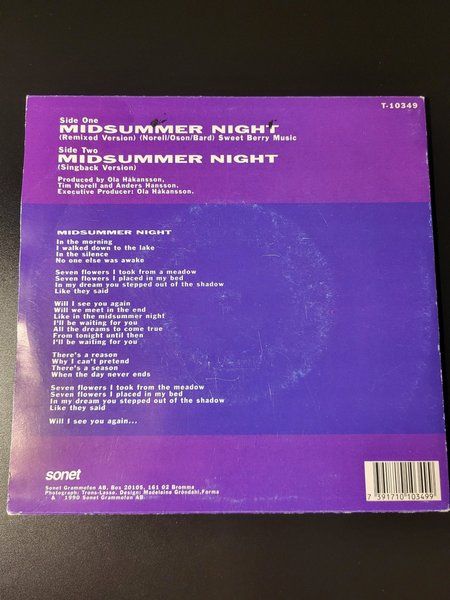 T-10349
Side One
MIDSUMMER NIGHT
(Remixed Version) (Norell/Oson/Bard) Sweet Berry Music
Side Two
MIDSUMMER NIGHT
(Singback Version)
Produced by Ola Håkansson,
Tim Norell and Anders Hansson.
Executive Producer: Ola Håkansson.
MIDSUMMER NIGHT
In the morning
I walked down to the lake
In the silence
No one else was awake
Seven flowers I took from a meadow
Seven flowers I placed in my bed
In my dream you stepped out of the shadow
Like they said
Will I see you again
Will we meet in the end
Like in the midsummer night
I'll be waiting for you
All the dreams to come true
From tonight until then
I'll be waiting for you
There's a reason
Why I can't pretend
There's a season
When the day never ends
Seven flowers I took from the meadow
Seven flowers I placed in my bed
In my dream you stepped out of the shadow
Like they said
Will I see you again...
sonet
Sonet Grammofon AB, Box 20105, 161 02 Bromma
Photograph: Trons-Lasse. Design: Madeleine Gröndahl, Forma
& 1990 Sonet Grammofon AB
7 391710 103499